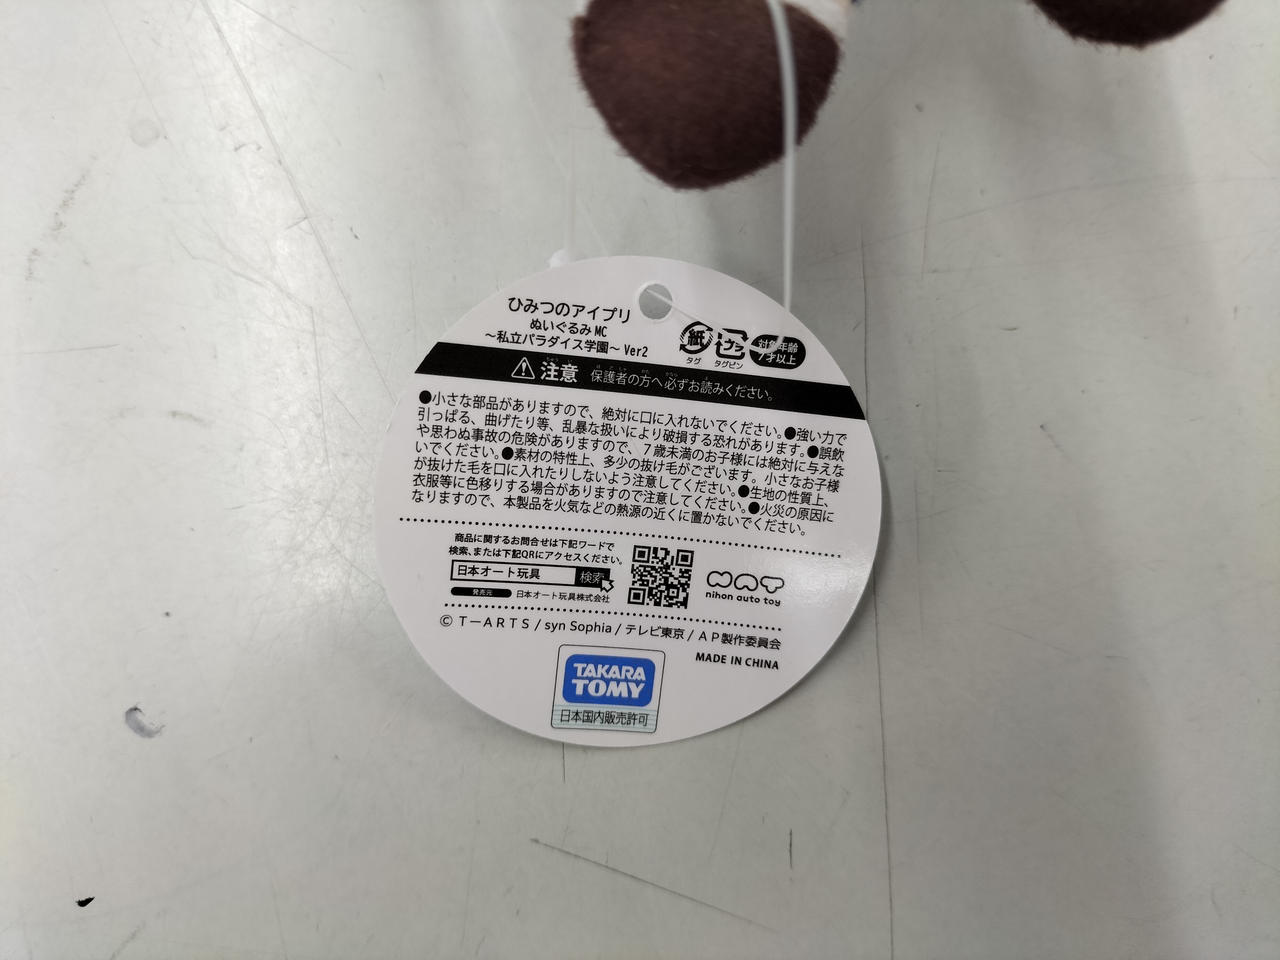 ひみつのアイプリ
ぬいぐるみMC
～私立パラダイス学園～ Ver2
紙
タグ
プラ
タグピン
対象年齢
7才以上
注意 保護者の方へ必ずお読みください。
●小さな部品がありますので、絶対に口に入れないでください。●強い力で
引っぱる、曲げたり等、乱暴な扱いにより破損する恐れがあります。●誤飲
や思わぬ事故の危険がありますので、7歳未満のお子様には絶対に与えな
いでください。●素材の特性上、多少の抜け毛がございます。小さなお子様
が抜けた毛を口に入れたりしないよう注意してください。●生地の性質上、
衣服等に色移りする場合がありますので注意してください。●火災の原因に
なりますので、本製品を火気などの熱源の近くに置かないでください。
商品に関するお問合せは下記ワードで
検索、または下記QRにアクセスください。
日本オート玩具 検索
発売元 日本オート玩具株式会社
nihon auto toy
© T－ARTS / syn Sophia / テレビ東京 / AP製作委員会
MADE IN CHINA
TAKARA
TOMY
日本国内販売許可